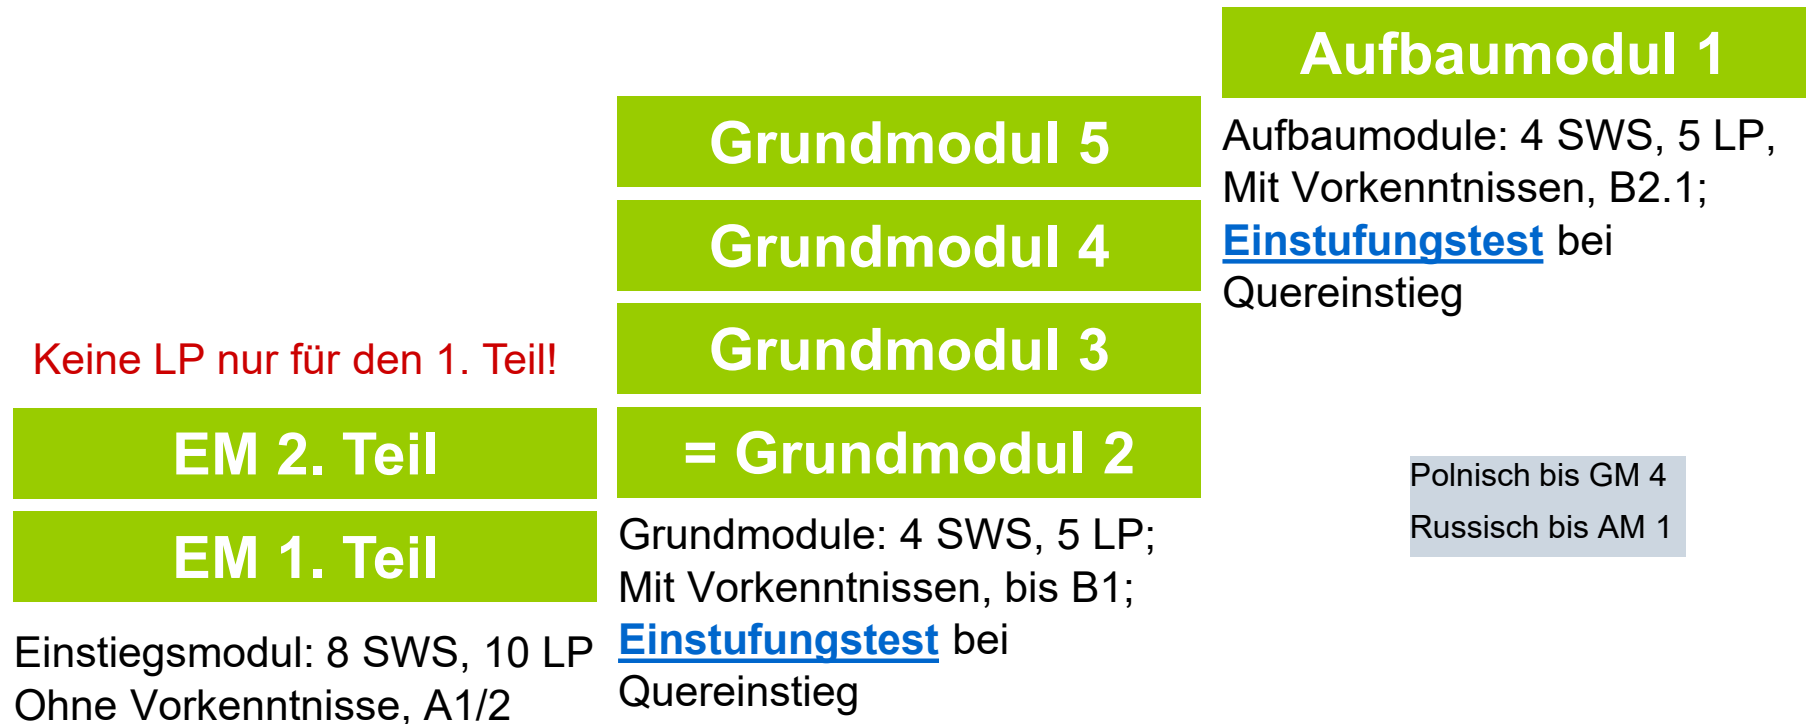 Keine LP nur für den 1. Teil!
EM 2. Teil
EM 1. Teil
Einstiegsmodul: 8 SWS, 10 LP
Ohne Vorkenntnisse, A1/2
Grundmodul 5
Grundmodul 4
Grundmodul 3
= Grundmodul 2
Grundmodule: 4 SWS, 5 LP;
Mit Vorkenntnissen, bis B1;
Einstufungstest bei
Quereinstieg
Aufbaumodul 1
Aufbaumodule: 4 SWS, 5 LP,
Mit Vorkenntnissen, B2.1;
Einstufungstest bei
Quereinstieg
Polnisch bis GM 4
Russisch bis AM 1